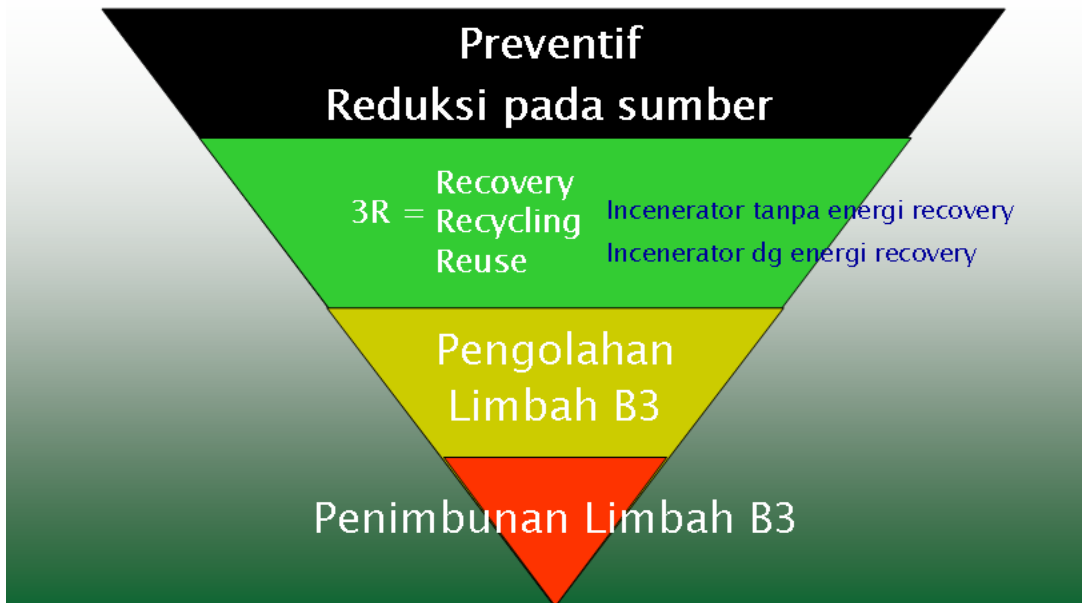 Preventif
Reduksi pada sumber
3R =
Recovery
Recycling
Reuse
Incenerator tanpa energi recovery
Incenerator dg energi recovery
Pengolahan
Limbah B3
Penimbunan Limbah B3